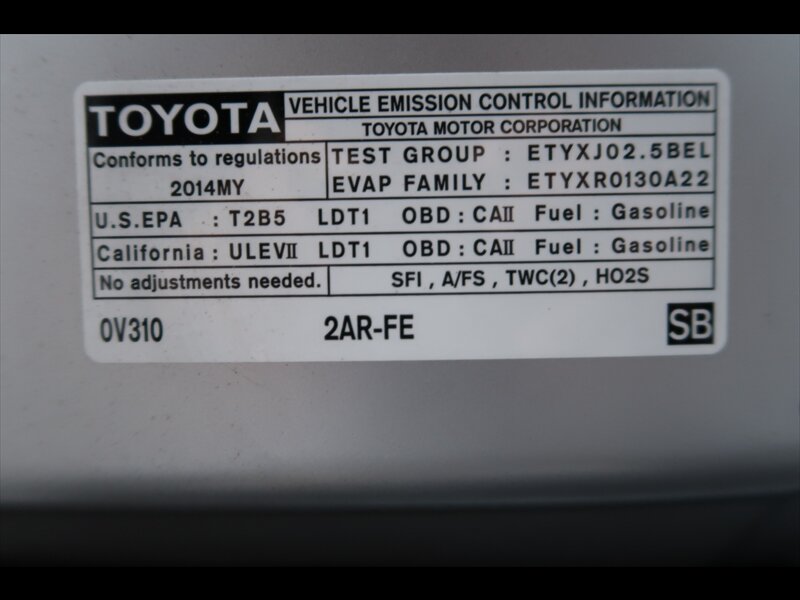 TOYOTA VEHICLE EMISSION CONTROL INFORMATION
TOYOTA MOTOR CORPORATION
Conforms to regulations TEST GROUP : ETYXJ02.5BEL
2014MY EVAP FAMILY : ETYXR0130A22
U.S.EPA : T2B5 LDT1 OBD : CAII Fuel : Gasoline
California : ULEVII LDT1 OBD : CAII Fuel : Gasoline
No adjustments needed. SFI , A/FS , TWC(2) , HO2S
0V310 2AR-FE SB